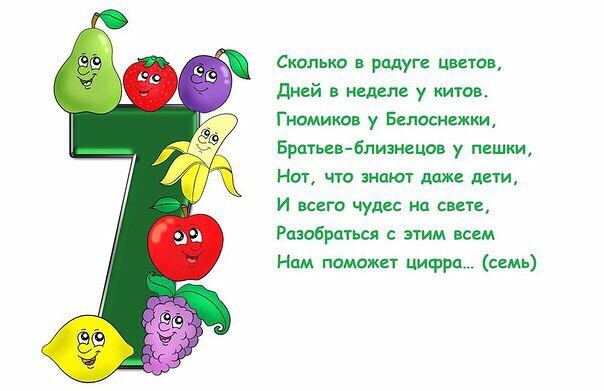 Сколько в радуге цветов,
Дней в неделе у китов.
Гномиков у Белоснежки,
Братьев-близнецов у пешки,
Нот, что знают даже дети,
И всего чудес на свете,
Разобраться с этим всем
Нам поможет цифра... (семь)
7